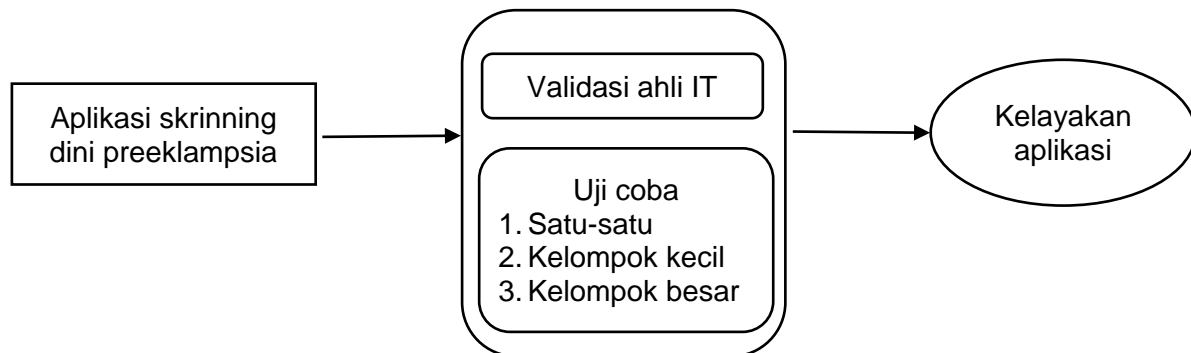 Aplikasi skrinning
dini preeklampsia
Validasi ahli IT
Uji coba
1. Satu-satu
2. Kelompok kecil
3. Kelompok besar
Kelayakan
aplikasi